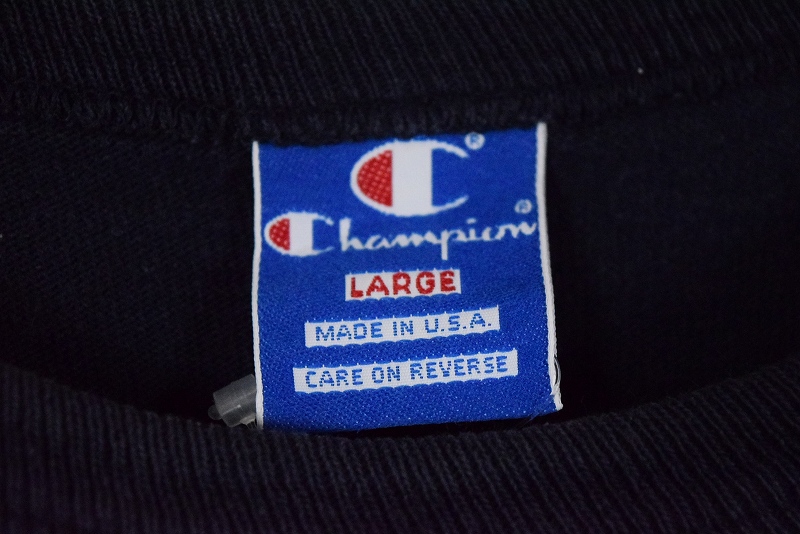 C®
Champion®
LARGE
MADE IN U.S.A.
CARE ON REVERSE